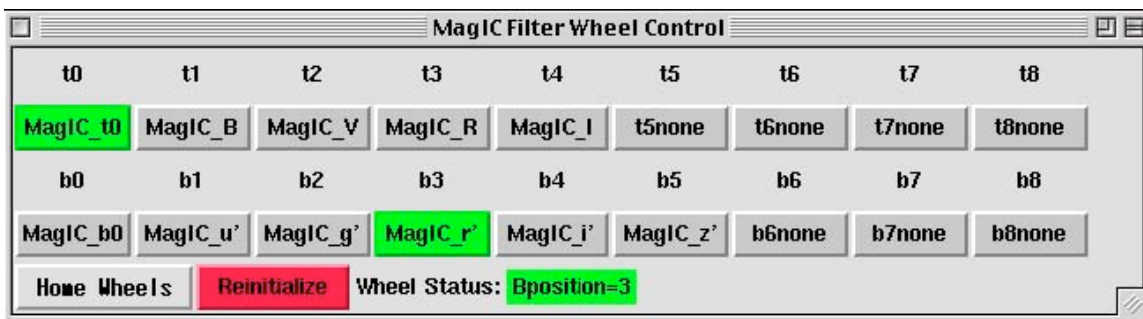 MagIC Filter Wheel Control
t0 t1 t2 t3 t4 t5 t6 t7 t8
MagIC_t0 MagIC_B MagIC_V MagIC_R MagIC_I t5none t6none t7none t8none
b0 b1 b2 b3 b4 b5 b6 b7 b8
MagIC_b0 MagIC_u' MagIC_g' MagIC_r' MagIC_i' MagIC_z' b6none b7none b8none
Home Wheels Reinitialize Wheel Status: Bposition=3